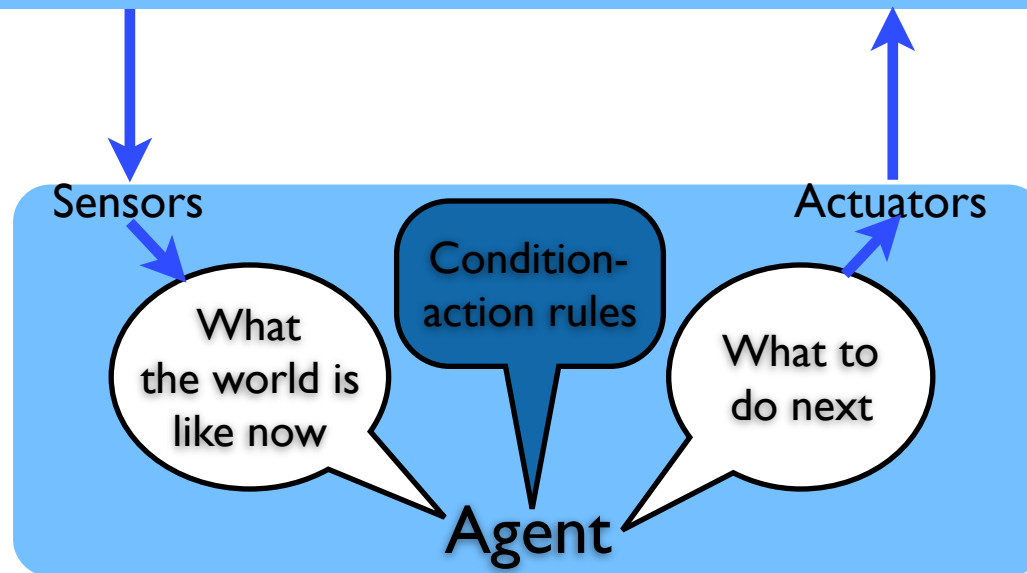 Sensors
Actuators
Condition-
action rules
What
the world is
like now
What to
do next
Agent